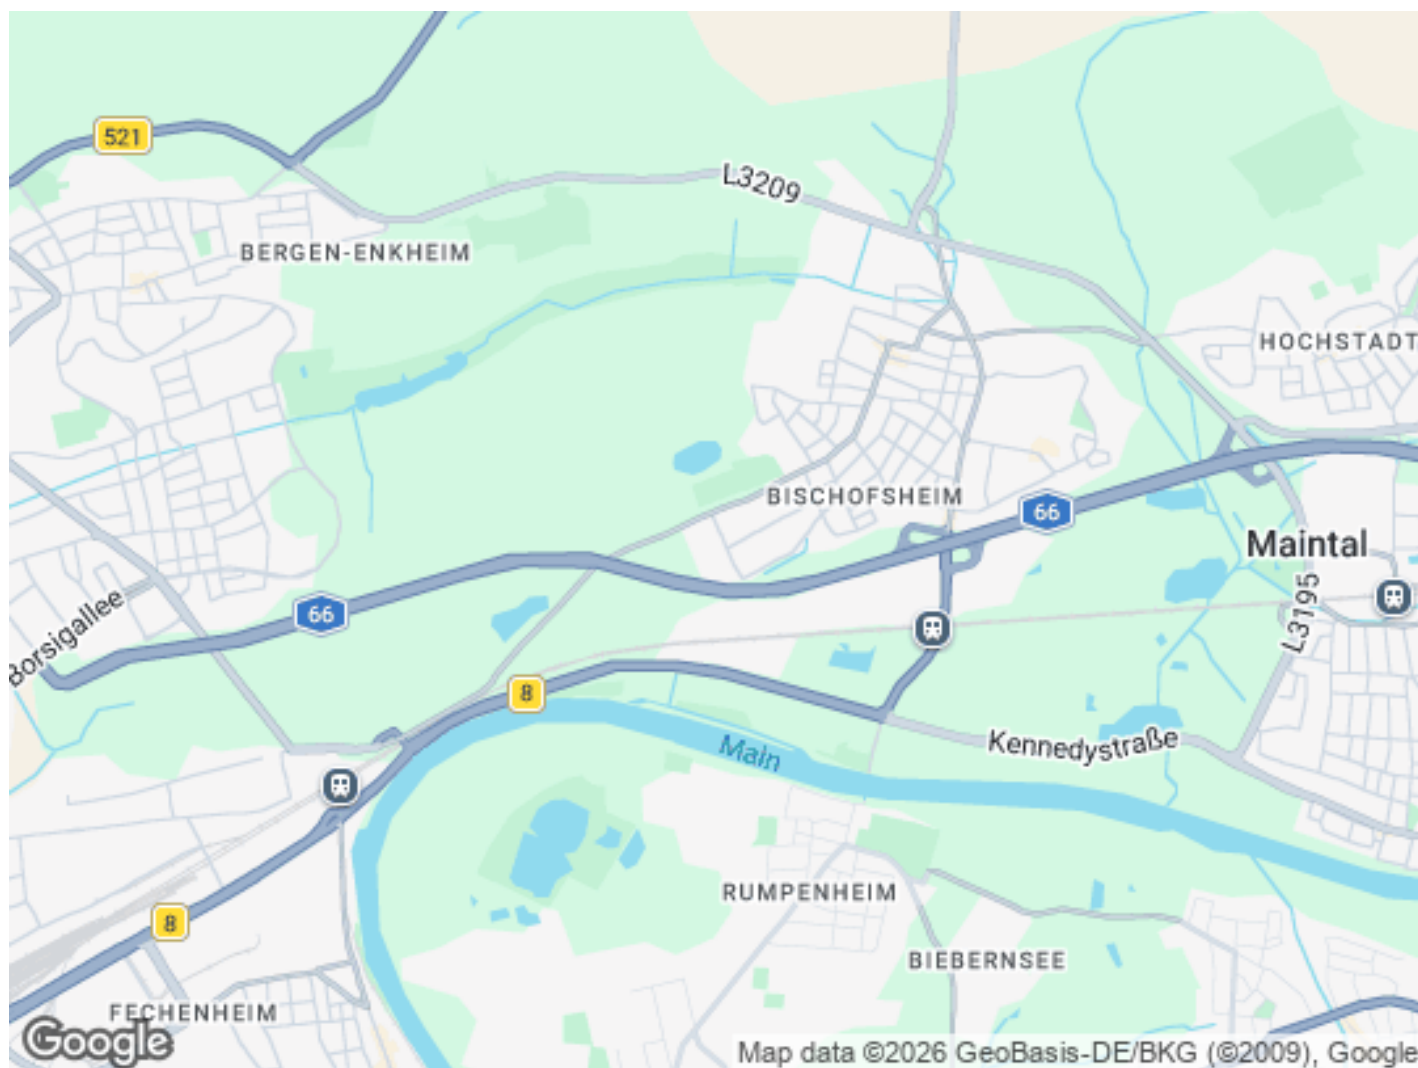 521
L3209
BERGEN-ENKHEIM
HOCHSTADT
BISCHOFSHEIM
66
Maintal
Borsigallee
66
L3195
8
Main
Kennedystraße
RUMPENHEIM
8
BIEBERNSEE
FECHENHEIM
Google
Map data ©2026 GeoBasis-DE/BKG (©2009), Google